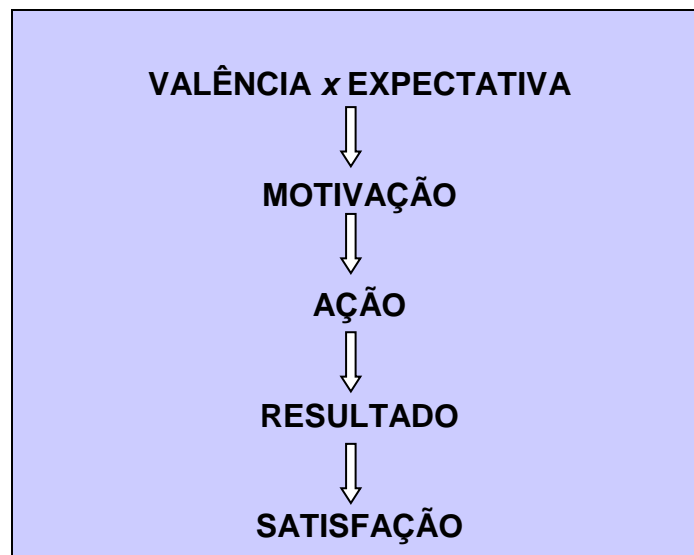 VALÊNCIA x EXPECTATIVA
MOTIVAÇÃO
AÇÃO
RESULTADO
SATISFAÇÃO